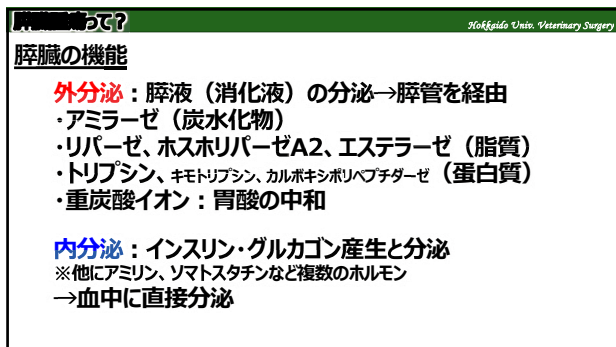 って?
Hokkaido Univ. Veterinary Surgery
膵臓の機能
外分泌：膵液（消化液）の分泌→膵管を経由
・アミラーゼ（炭水化物）
・リパーゼ、ホスホリパーゼA2、エステラーゼ（脂質）
・トリプシン、キモトリプシン、カルボキシポリペプチダーゼ（蛋白質）
・重炭酸イオン：胃酸の中和
内分泌：インスリン・グルカゴン産生と分泌
※他にアミリン、ソマトスタチンなど複数のホルモン
→血中に直接分泌